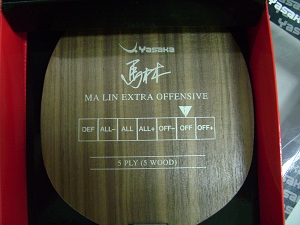 Yasaka
馬林
MA LIN EXTRA OFFENSIVE
DEF ALL- ALL ALL+ OFF- OFF OFF+
5 PLY (5 WOOD)